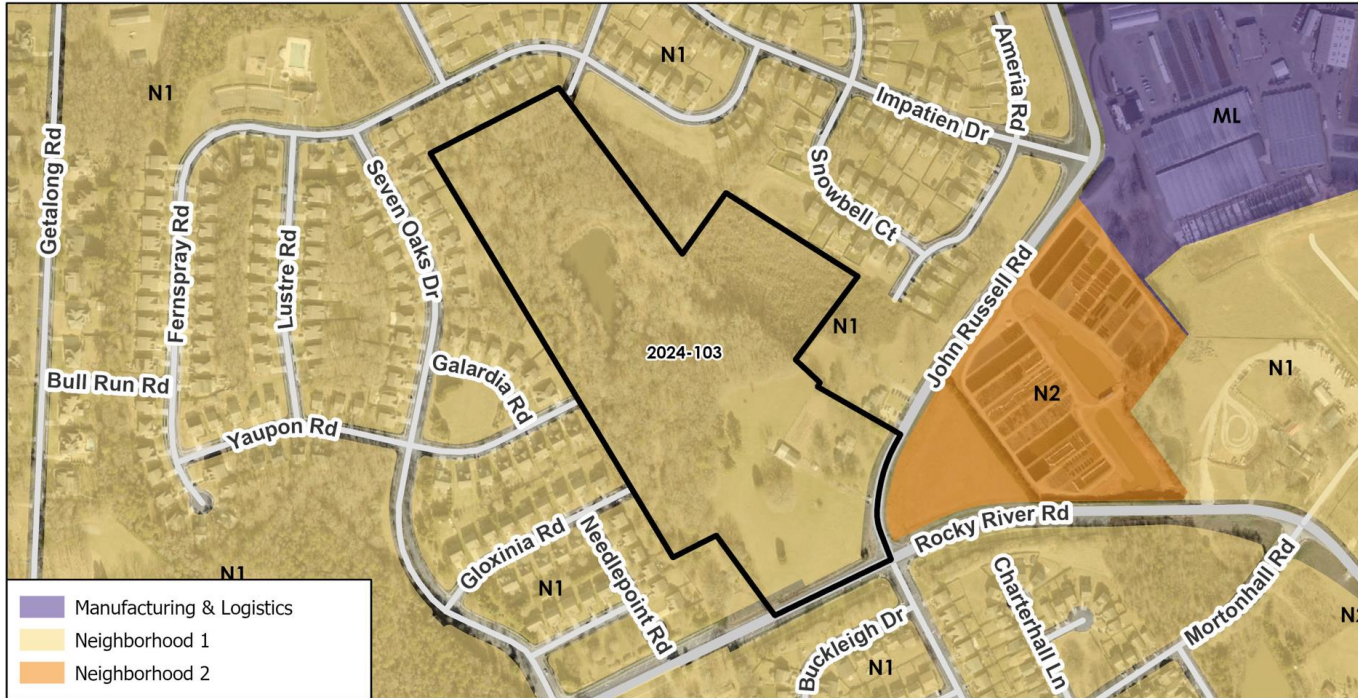 Ameria Rd
N1
N1
Impatien Dr
ML
Getalong Rd
Fernspray Rd
Lustre Rd
Seven Oaks Dr
Snowbell Ct
John Russell Rd
N1
2024-103
N1
Bull Run Rd
Galardia Rd
N2
Yaupon Rd
Rocky River Rd
Gloxinia Rd
Needlepoint Rd
N1
N1
Charterhall Ln
Mortonhall Rd
Buckleigh Dr
N1
Manufacturing & Logistics
Neighborhood 1
Neighborhood 2